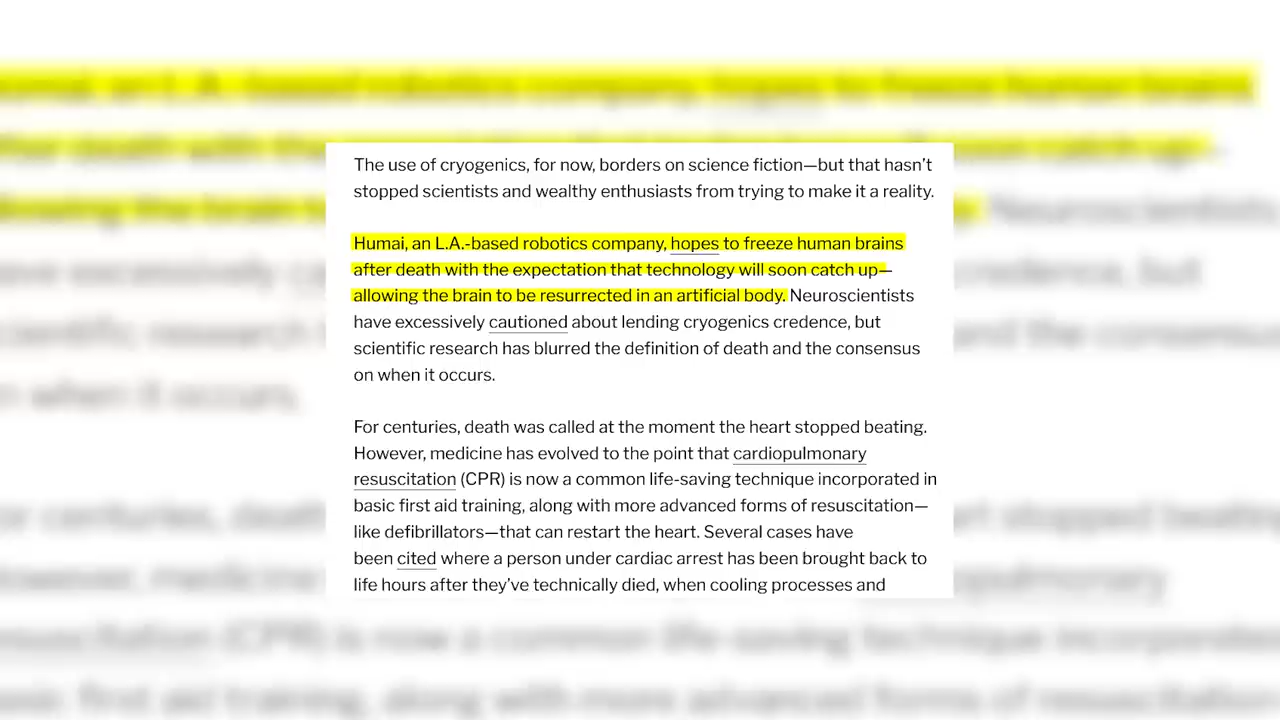 The use of cryogenics, for now, borders on science fiction—but that hasn’t
stopped scientists and wealthy enthusiasts from trying to make it a reality.
Humai, an L.A.-based robotics company, hopes to freeze human brains
after death with the expectation that technology will soon catch up—
allowing the brain to be resurrected in an artificial body. Neuroscientists
have excessively cautioned about lending cryogenics credence, but
scientific research has blurred the definition of death and the consensus
on when it occurs.
For centuries, death was called at the moment the heart stopped beating.
However, medicine has evolved to the point that cardiopulmonary
resuscitation (CPR) is now a common life-saving technique incorporated in
basic first aid training, along with more advanced forms of resuscitation—
like defibrillators—that can restart the heart. Several cases have
been cited where a person under cardiac arrest has been brought back to
life hours after they’ve technically died, when cooling processes and